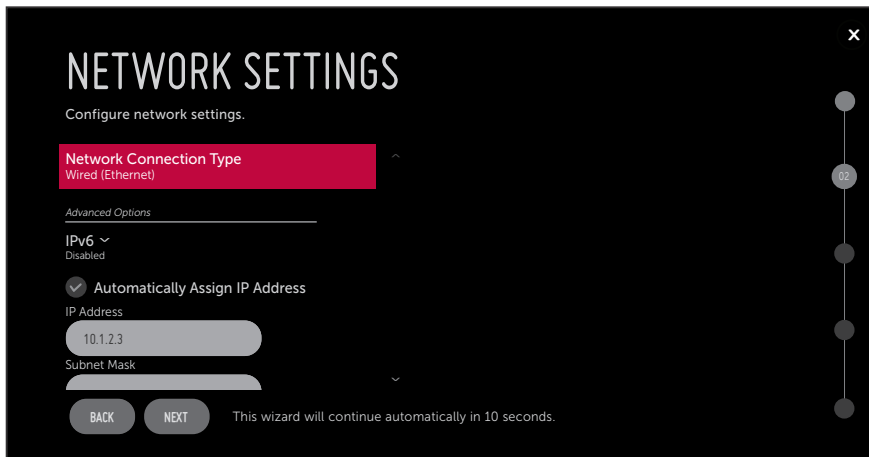 X
NETWORK SETTINGS
Configure network settings.
Network Connection Type
Wired (Ethernet)
02
Advanced Options
IPv6
Disabled
Automatically Assign IP Address
IP Address
10.1.2.3
Subnet Mask
BACK NEXT This wizard will continue automatically in 10 seconds.